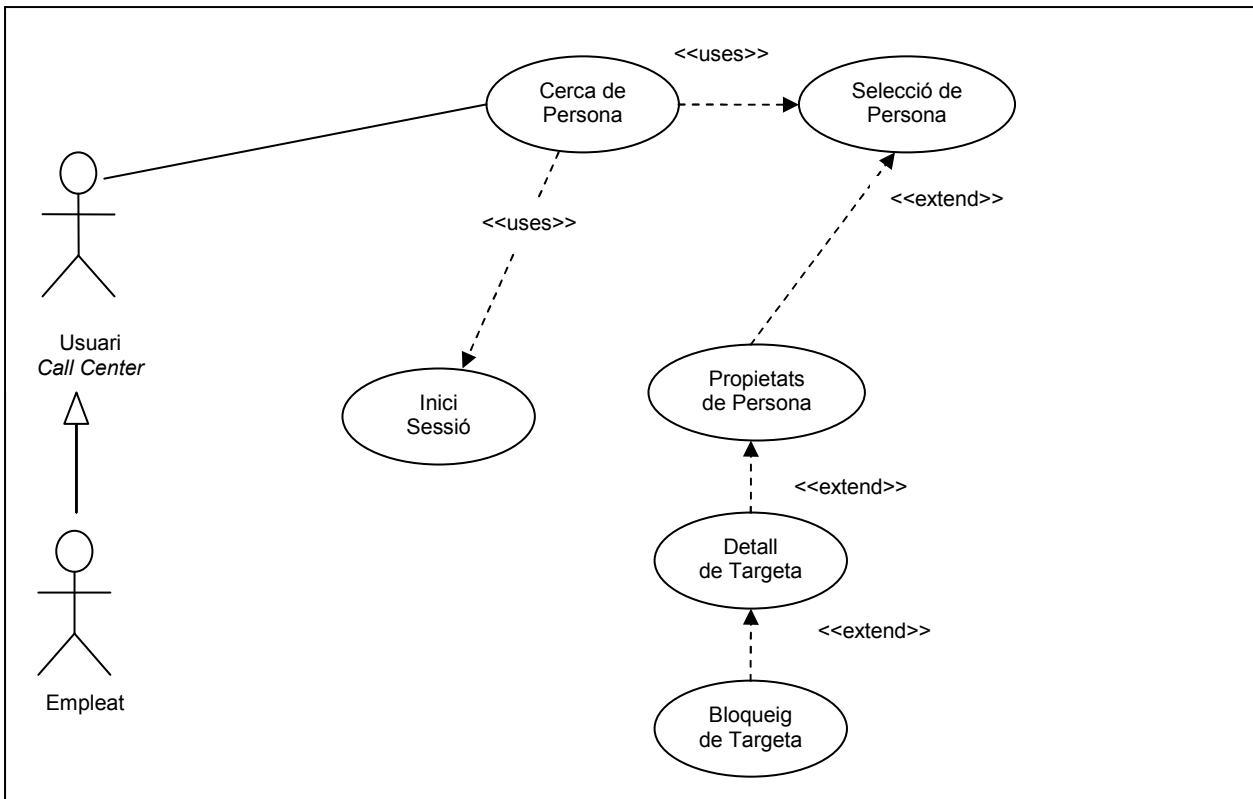 <<uses>>
Cerca de
Persona
Selecció de
Persona
<<extend>>
<<uses>>
Usuari
Call Center
Inici
Sessió
Propietats
de Persona
<<extend>>
Detall
de Targeta
<<extend>>
Empleat
Bloqueig
de Targeta